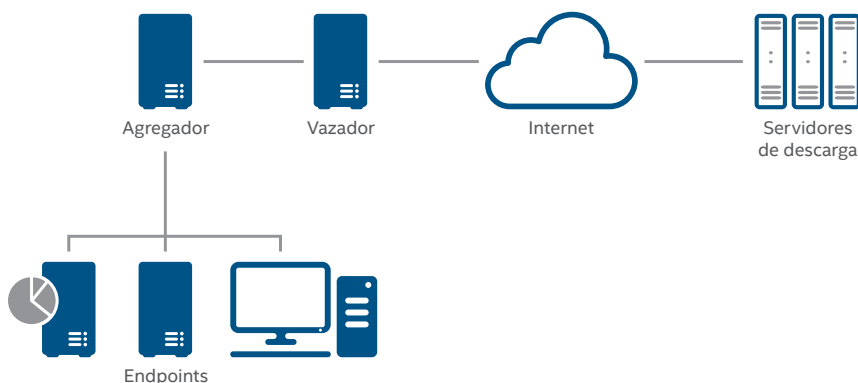 Agregador
Vazador
Internet
Servidores
de descarga
Endpoints